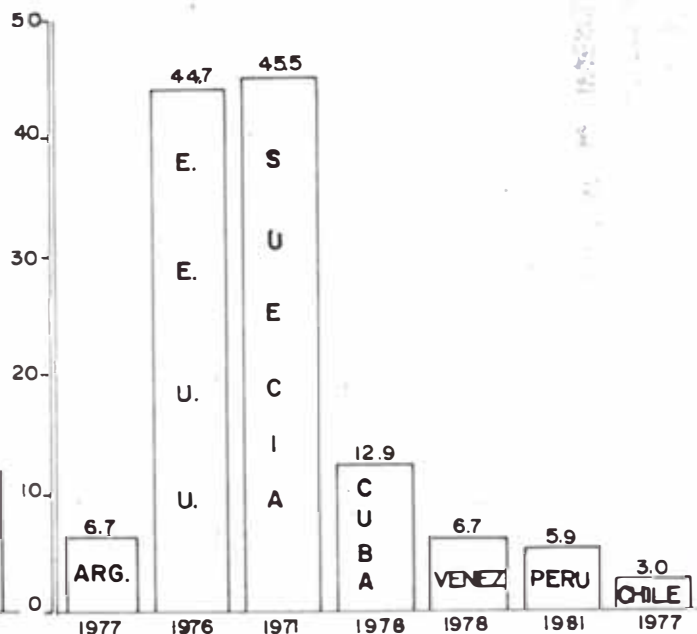 50
40
30
20
10
0
6.7
ARG.
1977
44.7
E.
E.
U.
U.
1976
45.5
S
U
E
C
I
A
1971
12.9
C
U
B
A
1978
6.7
VENEZ
1978
5.9
PERU
1981
3.0
CHILE
1977